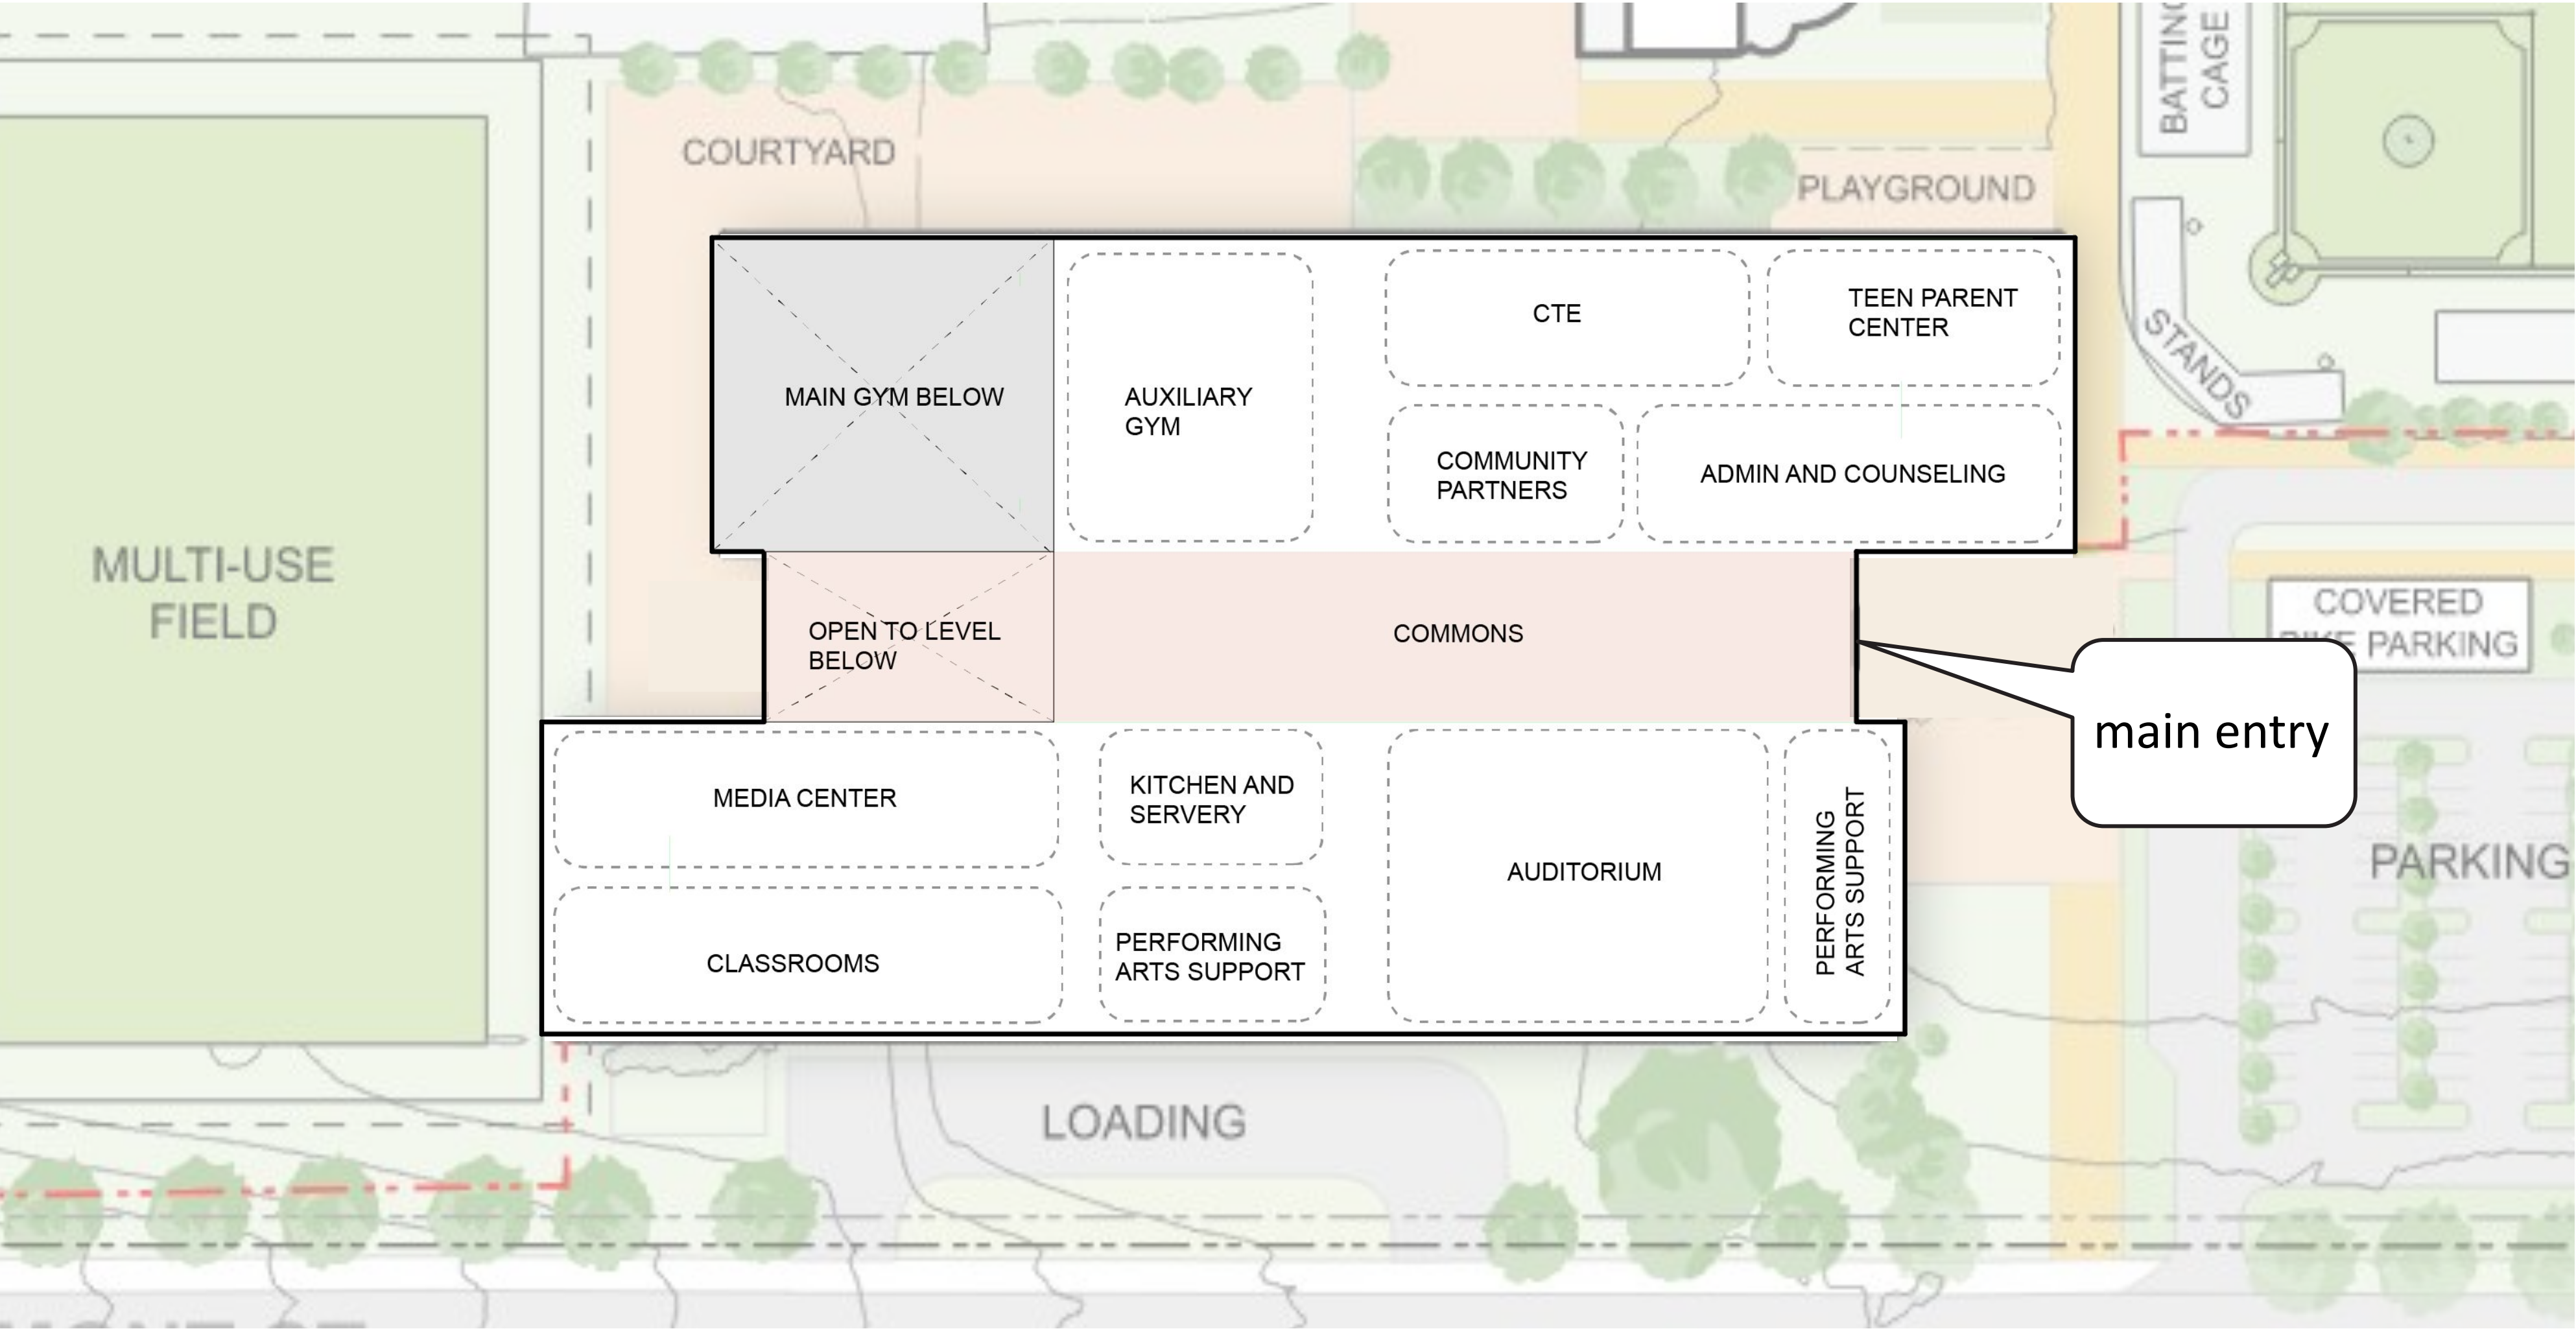 BATTING
CAGE
COURTYARD
PLAYGROUND
STANDS
MAIN GYM BELOW
AUXILIARY
GYM
CTE
TEEN PARENT
CENTER
COMMUNITY
PARTNERS
ADMIN AND COUNSELING
MULTI-USE
FIELD
OPEN TO LEVEL
BELOW
COMMONS
COVERED
BIKE PARKING
main entry
MEDIA CENTER
KITCHEN AND
SERVERY
CLASSROOMS
PERFORMING
ARTS SUPPORT
AUDITORIUM
PERFORMING
ARTS SUPPORT
PARKING
LOADING